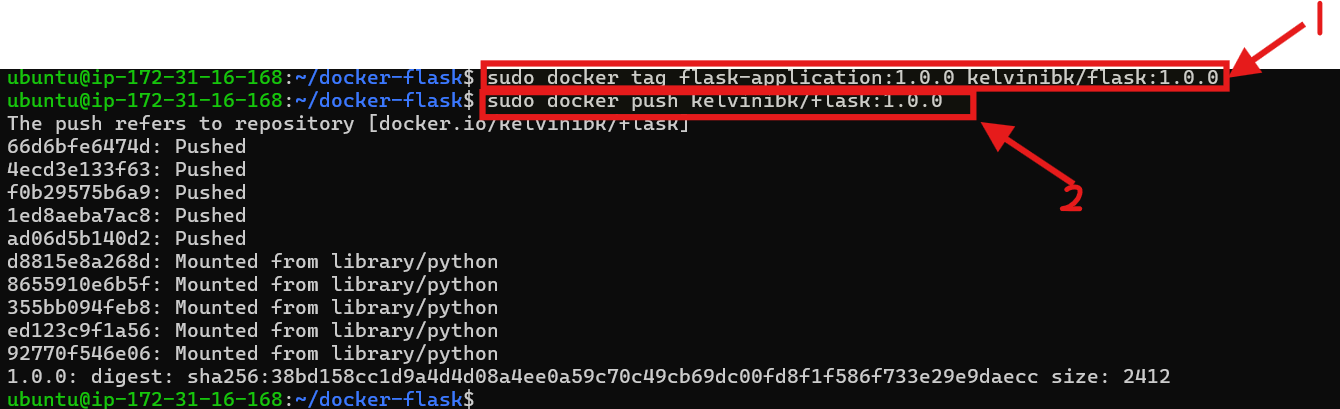 1
ubuntu@ip-172-31-16-168:~/docker-flask$ sudo docker tag flask-application:1.0.0 kelvinibk/flask:1.0.0
ubuntu@ip-172-31-16-168:~/docker-flask$ sudo docker push kelvinibk/flask:1.0.0
The push refers to repository [docker.io/kelvinibk/flask]
66d6bfe6474d: Pushed
4ecd3e133f63: Pushed
f0b29575b6a9: Pushed
2
1ed8aeba7ac8: Pushed
ad06d5b140d2: Pushed
d8815e8a268d: Mounted from library/python
8655910e6b5f: Mounted from library/python
355bb094feb8: Mounted from library/python
ed123c9f1a56: Mounted from library/python
92770f546e06: Mounted from library/python
1.0.0: digest: sha256:38bd158cc1d9a4d4d08a4ee0a59c70c49cb69dc00fd8f1f586f733e29e9daecc size: 2412
ubuntu@ip-172-31-16-168:~/docker-flask$